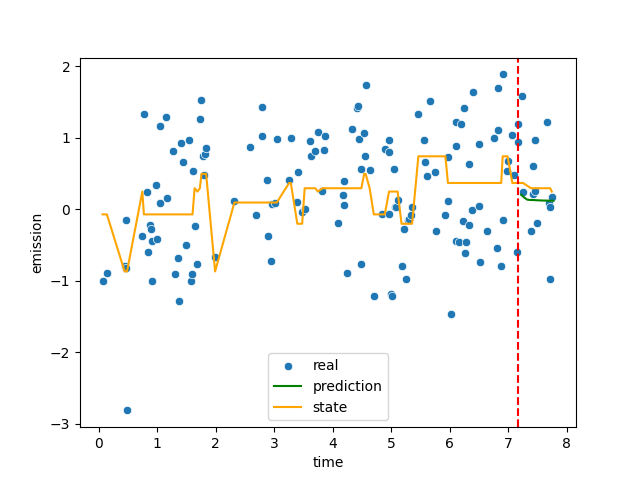 2
1
0
−1
−2
−3
emission
real
prediction
state
0 1 2 3 4 5 6 7 8
time